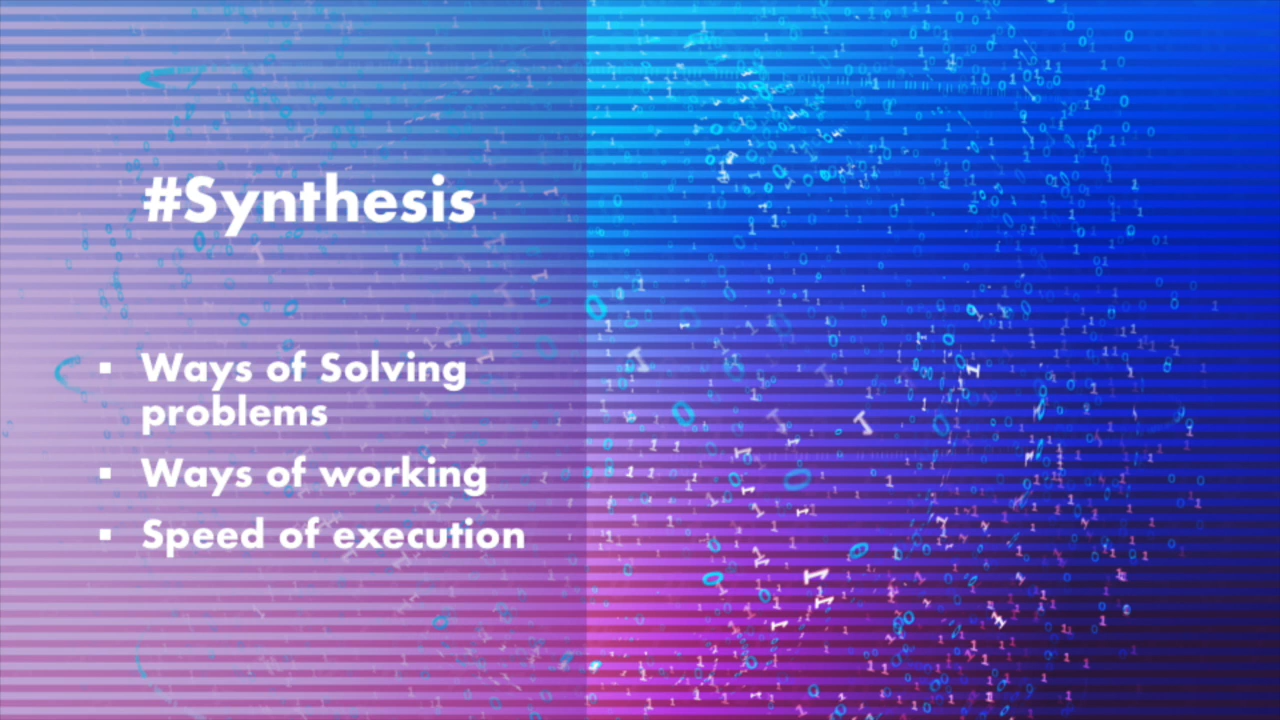 #Synthesis
▪ Ways of Solving
problems
▪ Ways of working
▪ Speed of execution